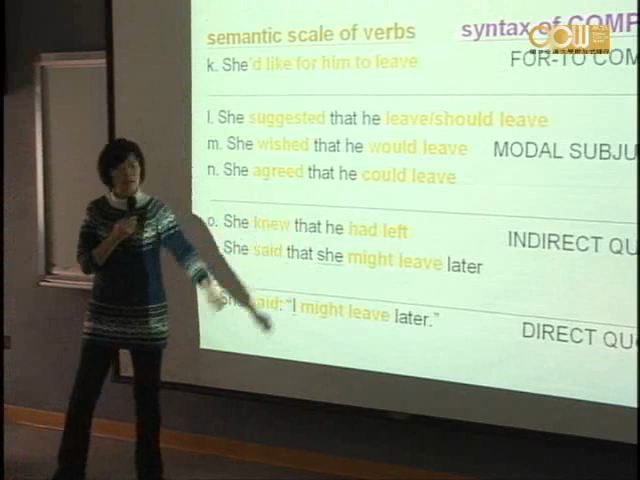 semantic scale of verbs
syntax of COMP
k. She'd like for him to leave
FOR-TO COM
l. She suggested that he leave/should leave
m. She wished that he would leave
MODAL SUBJU
n. She agreed that he could leave
o. She knew that he had left
INDIRECT QU
She said that she might leave later
She said: “I might leave later.”
DIRECT QU